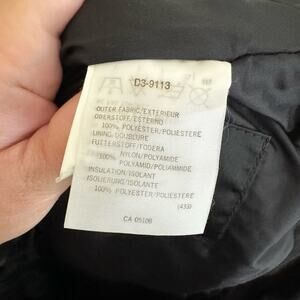 D3-9113
OUTER FABRIC/EXTERIEUR
OBERSTOFF/ESTERNO
100% POLYESTER/POLIESTERE
LINING/DOUBLURE
FUTTERSTOFF/FODERA
100% NYLON/POLYAMIDE
POLYAMID/POLIAMMIDE
INSULATION/ISOLANT
ISOLIERUNG/ISOLANTE
100% POLYESTER/POLIESTERE
(433)
CA 05108